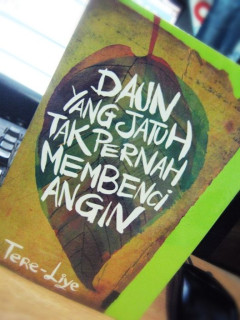 DAUN
YANG JATUH
TAK PERNAH
MEMBENCI
ANGIN
Tere-Liye